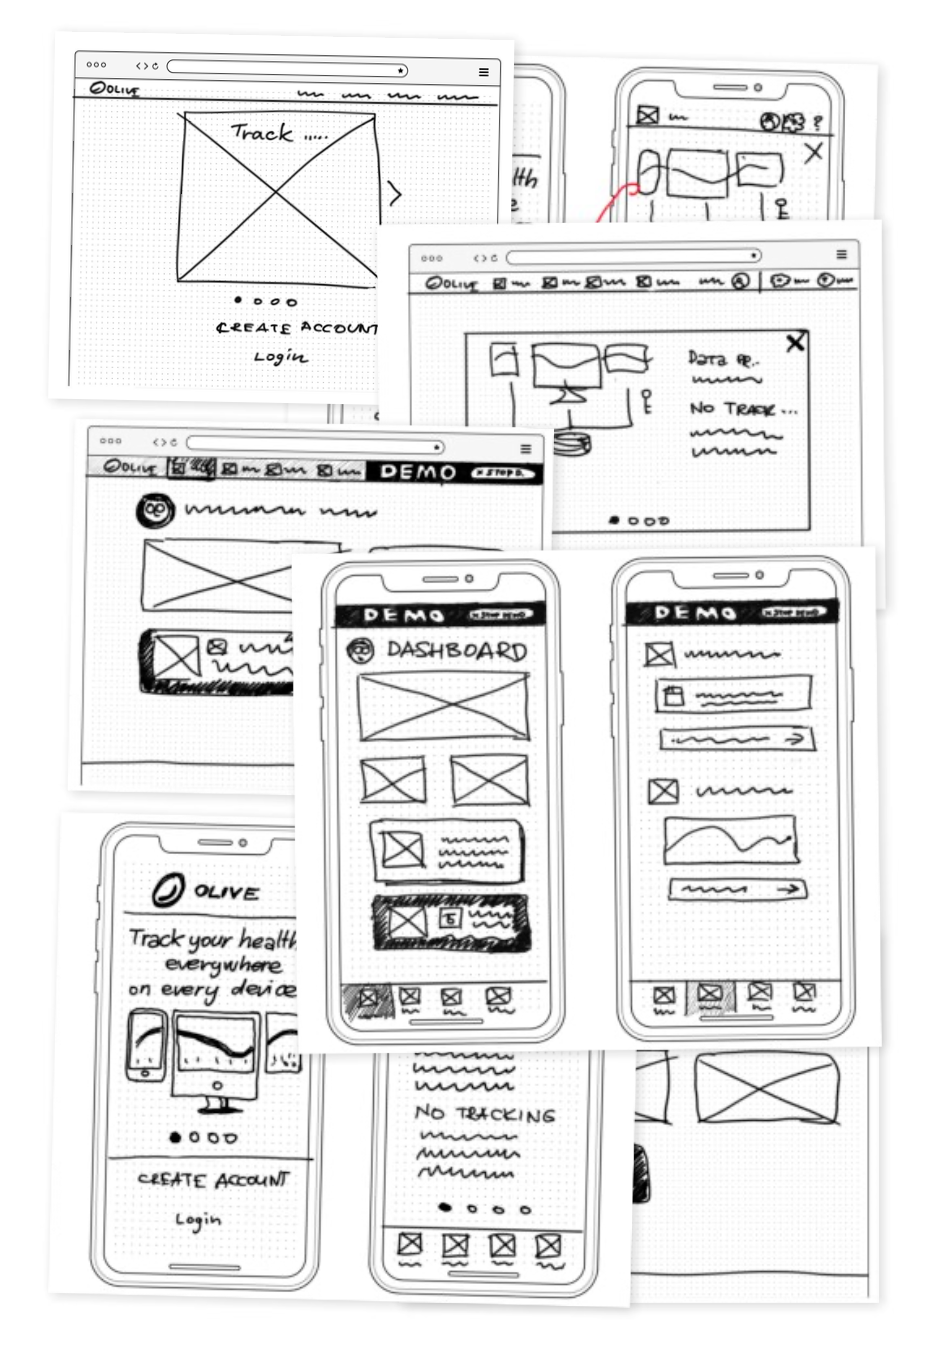 OLIVE
Track .....
CREATE ACCOUNT
Login
lth
e
?
OLIVE
Data
NO TRACK ...
OLIVE
DEMO
× STOP D.
DEMO
× STOP DEMO
DASHBOARD
DEMO
× STOP DEMO
OLIVE
Track your health
everywhere
on every device
CREATE ACCOUNT
Login
NO TRACKING